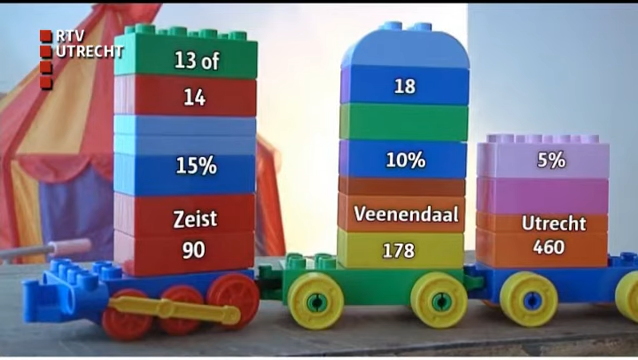 RTV
UTRECHT
13 of
14
15%
Zeist
90
18
10%
Veenendaal
178
5%
Utrecht
460